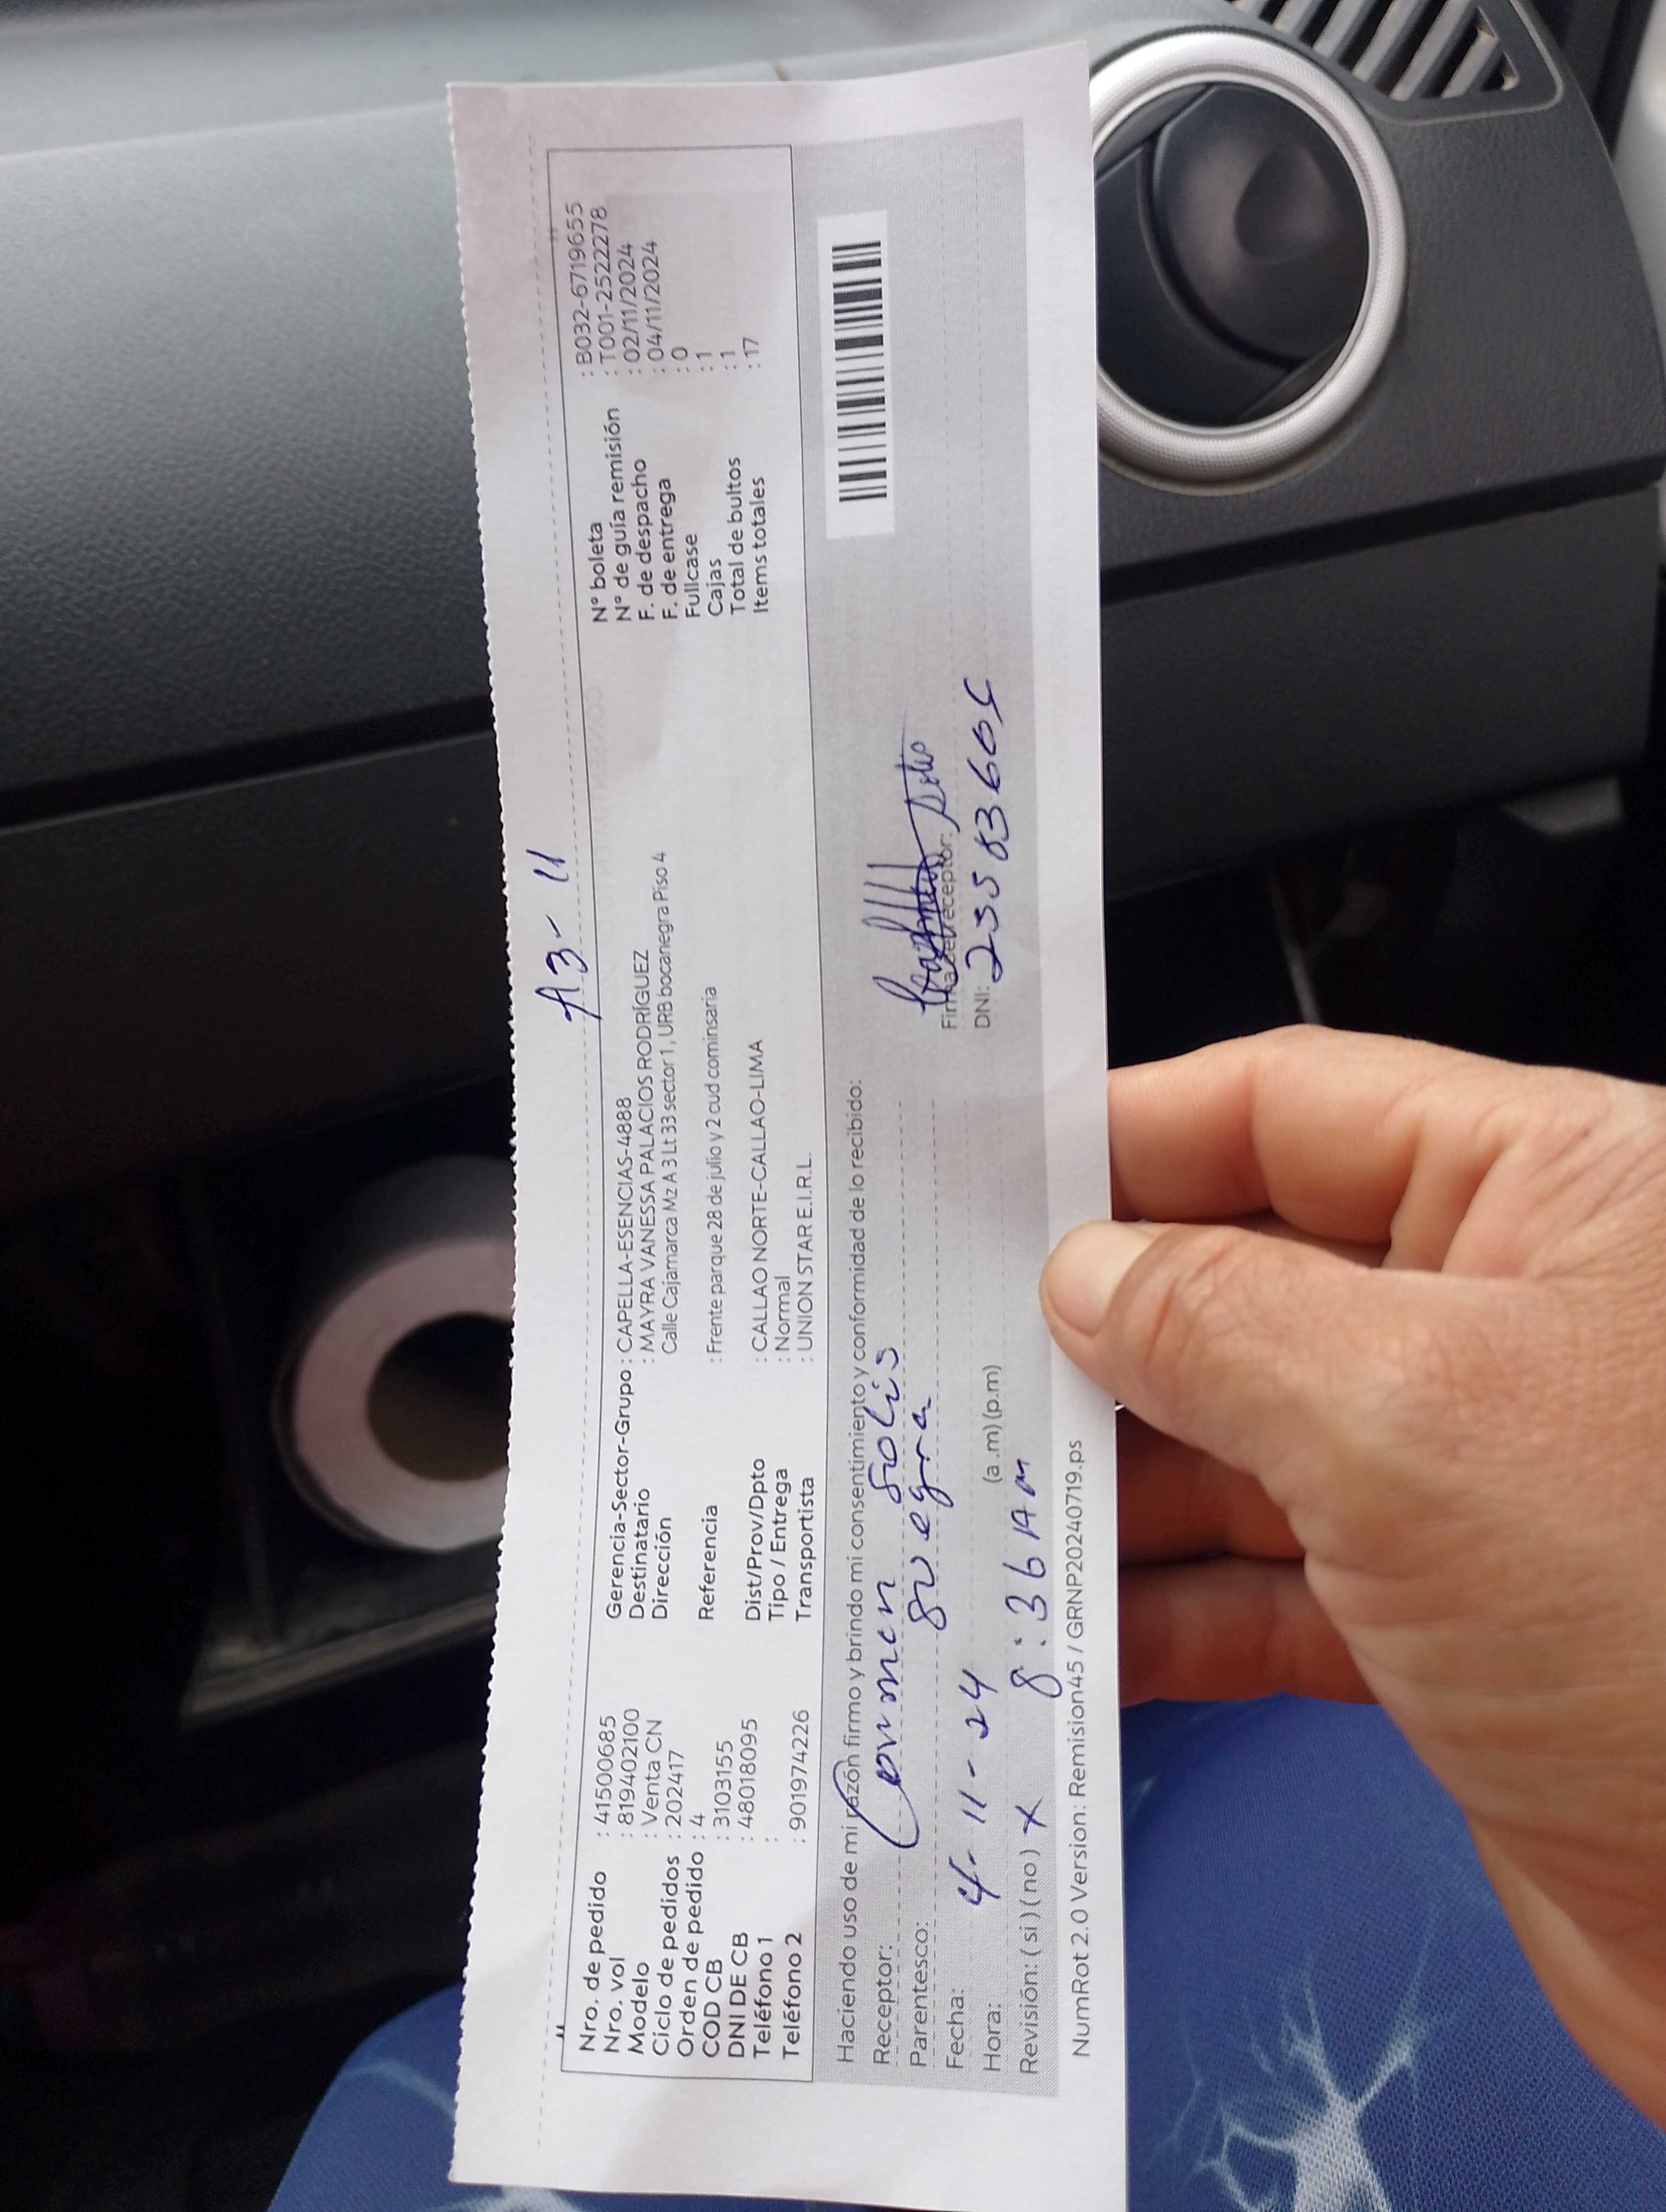 A3- 11
Nro. de pedido : 41500685
Nro. vol : 819402100
Modelo : Venta CN
Ciclo de pedidos : 202417
Orden de pedido : 4
COD CB : 3103155
DNI DE CB : 48018095
Teléfono 1 :
Teléfono 2 : 901974226
Gerencia-Sector-Grupo : CAPELLA-ESENCIAS-4888
Destinatario : MAYRA VANESSA PALACIOS RODRÍGUEZ
Dirección Calle Cajamarca Mz A 3 Lt 33 sector 1, URB bocanegra Piso 4
Referencia : Frente parque 28 de julio y 2 cud cominsaria
Dist/Prov/Dpto : CALLAO NORTE-CALLAO-LIMA
Tipo / Entrega : Normal
Transportista : UNION STAR E.I.R.L.
Nº boleta : B032-6719655
Nº de guía remisión : T001-25222278
F. de despacho : 02/11/2024
F. de entrega : 04/11/2024
Fullcase : 0
Cajas : 1
Total de bultos : 1
Items totales : 17
Haciendo uso de mi razón firmo y brindo mi consentimiento y conformidad de lo recibido:
Receptor: Carmen Solis
Parentesco: suegra
Fecha: 4-11-24
Hora: 8:36 AM (a.m) (p.m)
Revisión: ( si ) ( no ) x
Firma del receptor:
DNI:
NumRot 2.0 Version: Remision45 / GRNP20240719.ps